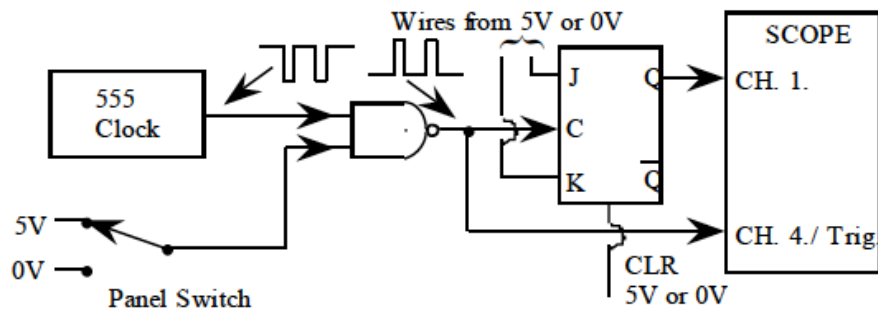 Wires from 5V or 0V
SCOPE
555
Clock
J
Q
CH. 1.
C
K
Q
5V
0V
CH. 4./ Trig.
CLR
5V or 0V
Panel Switch